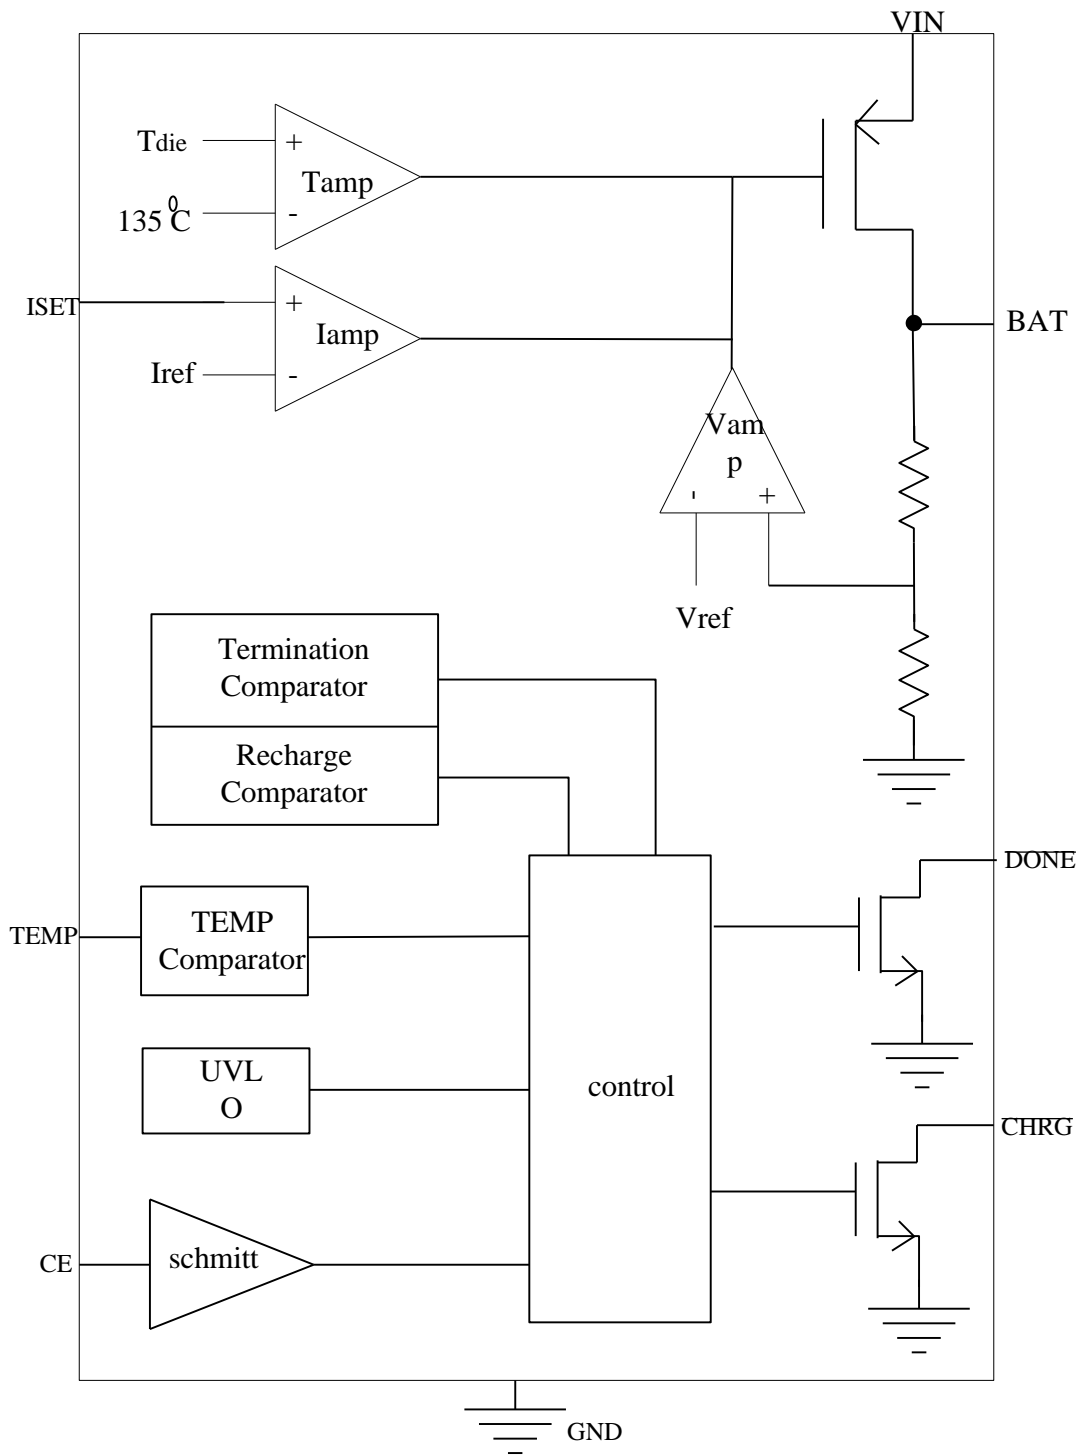 VIN
Tdie
+
Tamp
135 0C
-
ISET
+
Iamp
Iref
-
BAT
Vam
p
-
+
Vref
Termination
Comparator
Recharge
Comparator
DONE
TEMP
TEMP
Comparator
UVL
O
control
CHRG
CE
schmitt
GND